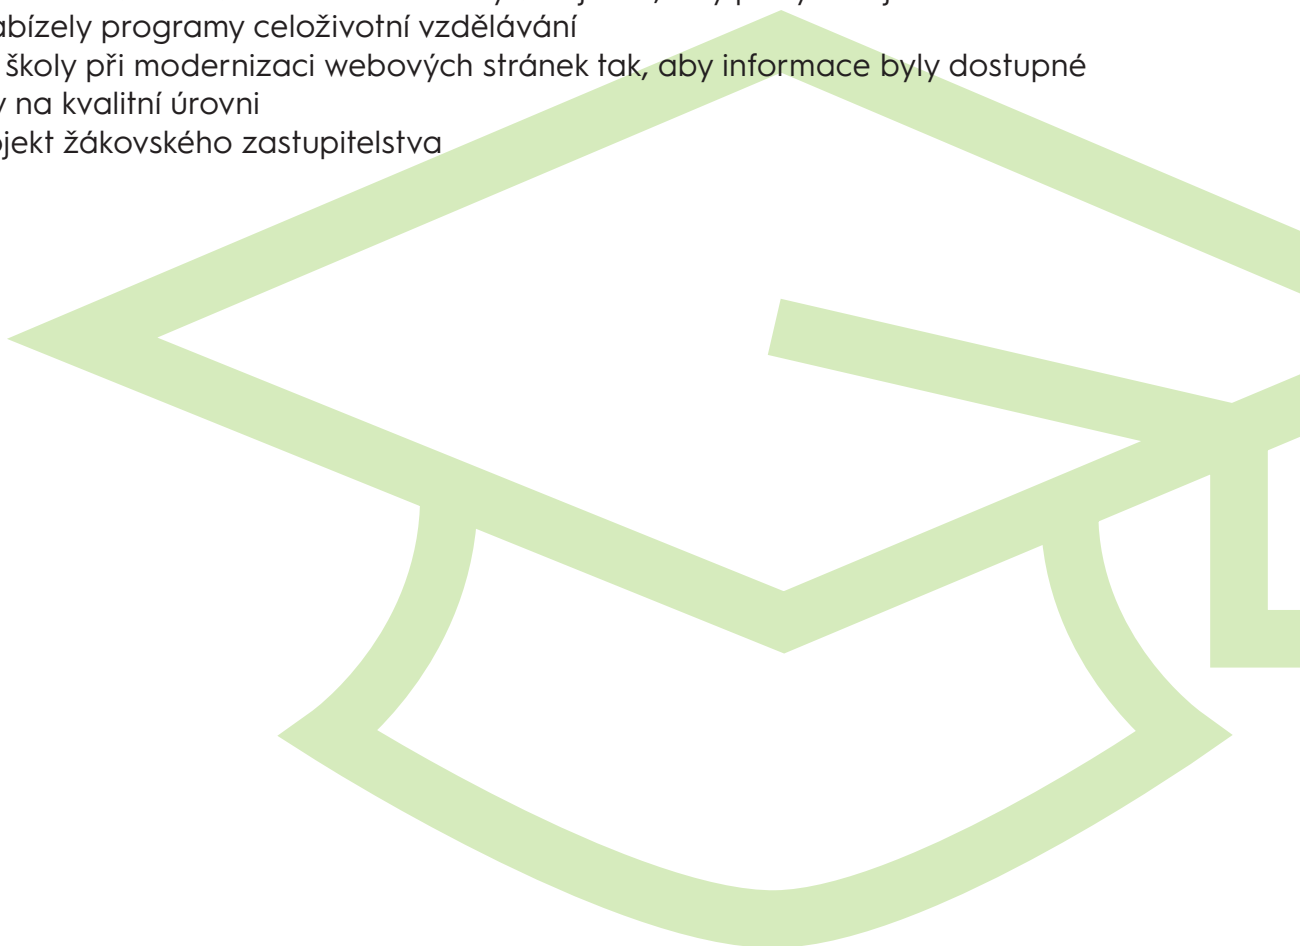 abízely programy celoživotní vzdělávání
školy při modernizaci webových stránek tak, aby informace byly dostupné
na kvalitní úrovni
žákovského zastupitelstva